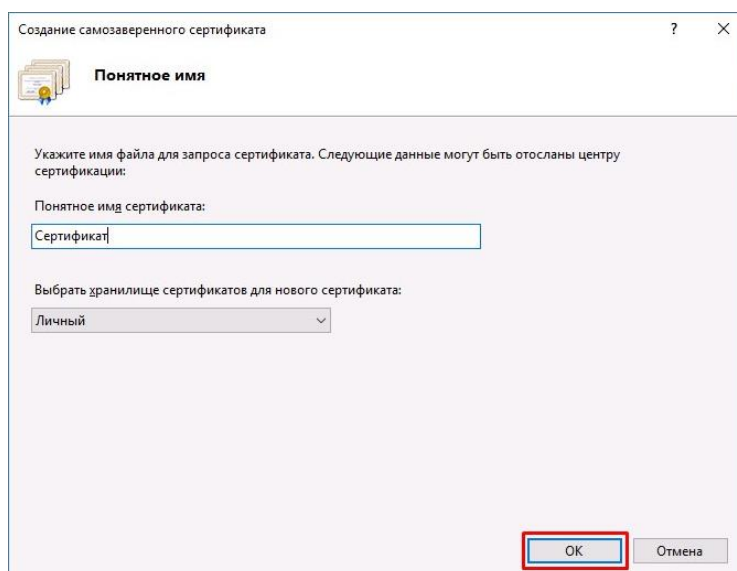 Создание самозаверенного сертификата
?
Понятное имя
Укажите имя файла для запроса сертификата. Следующие данные могут быть отосланы центру
сертификации:
Понятное имя сертификата:
Сертификат
Выбрать хранилище сертификатов для нового сертификата:
Личный
ОК Отмена